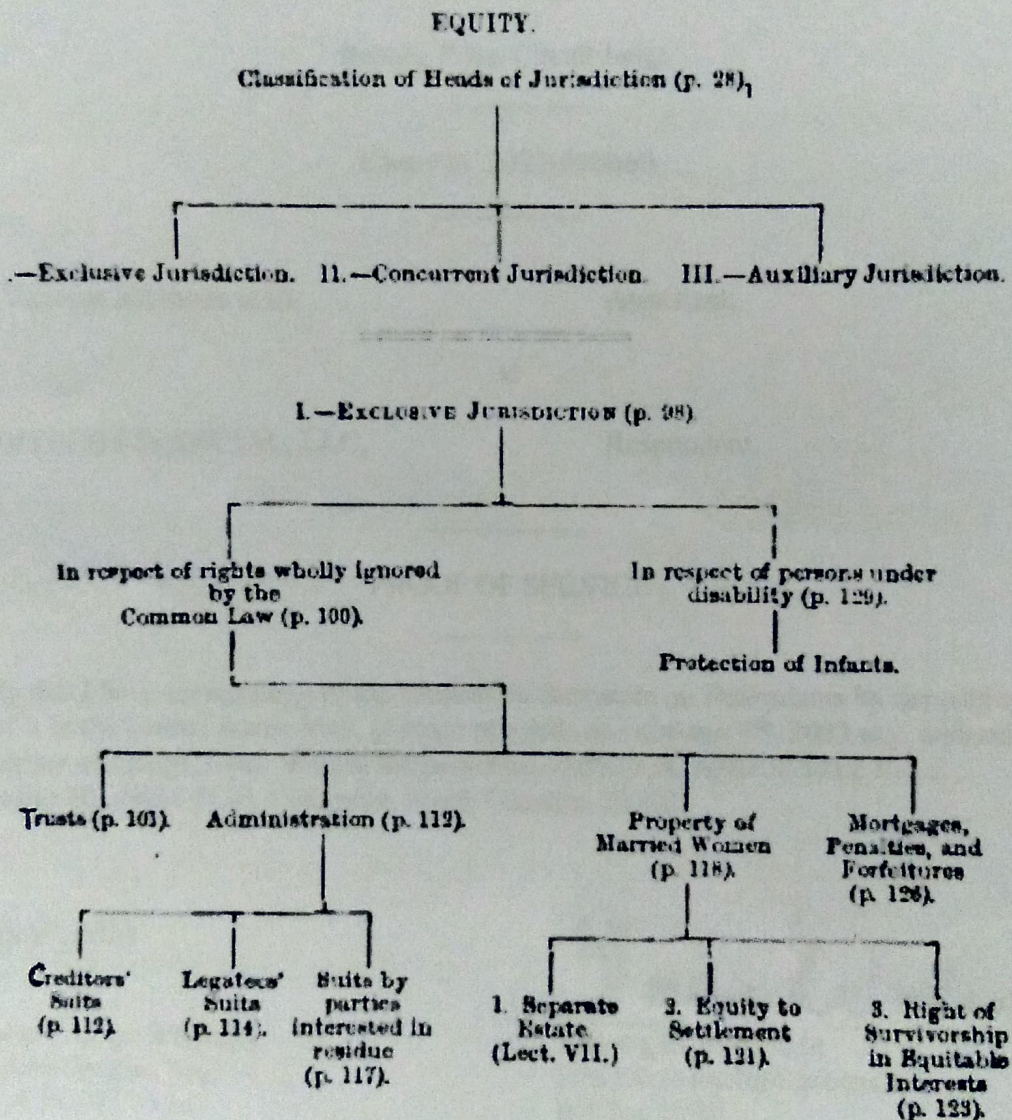 EQUITY.
Classification of Heads of Jurisdiction (p. 28),
.—Exclusive Jurisdiction. II.—Concurrent Jurisdiction. III.—Auxiliary Jurisdiction.
I.—EXCLUSIVE JURISDICTION (p. 98)
In respect of rights wholly ignored
by the
Common Law (p. 100).
In respect of persons under
disability (p. 129).
Protection of Infants.
Trusts (p. 101).
Administration (p. 112).
Property of
Married Women
(p. 118).
Mortgages,
Penalties, and
Forfeitures
(p. 126).
Creditors'
Suits
(p. 112).
Legatees'
Suits
(p. 114).
Suits by
parties
interested in
residue
(p. 117).
1. Separate
Estate
(Lect. VII.)
2. Equity to
Settlement
(p. 121).
3. Right of
Survivorship
in Equitable
Interests
(p. 123).
Respondent